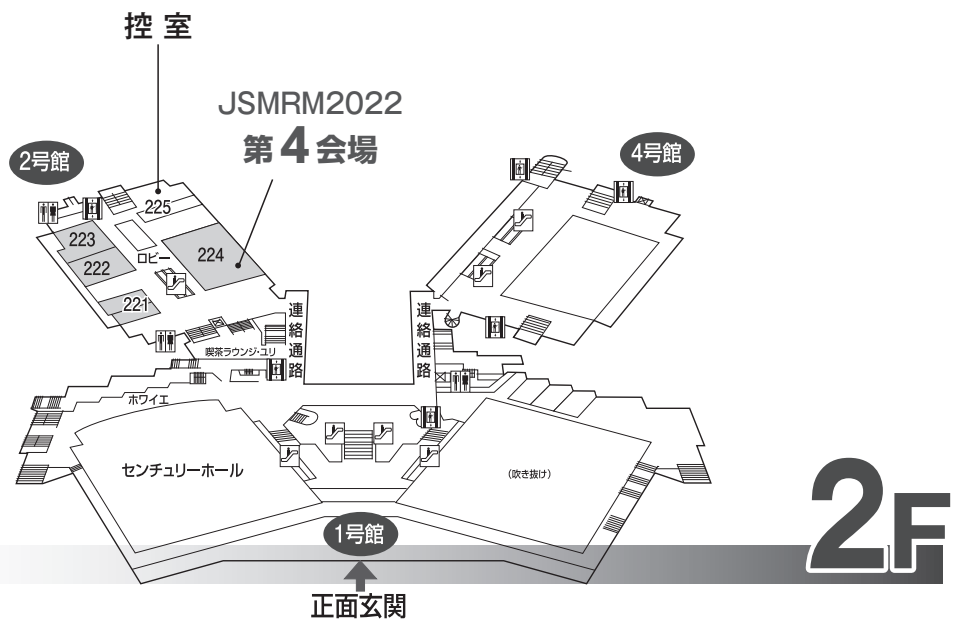 控室
JSMRM2022
第4会場
2号館
4号館
225
223
ロビー
224
222
221
連絡通路
連絡通路
喫茶ラウンジ・ユリ
ホワイエ
センチュリーホール
(吹き抜け)
2F
1号館
正面玄関